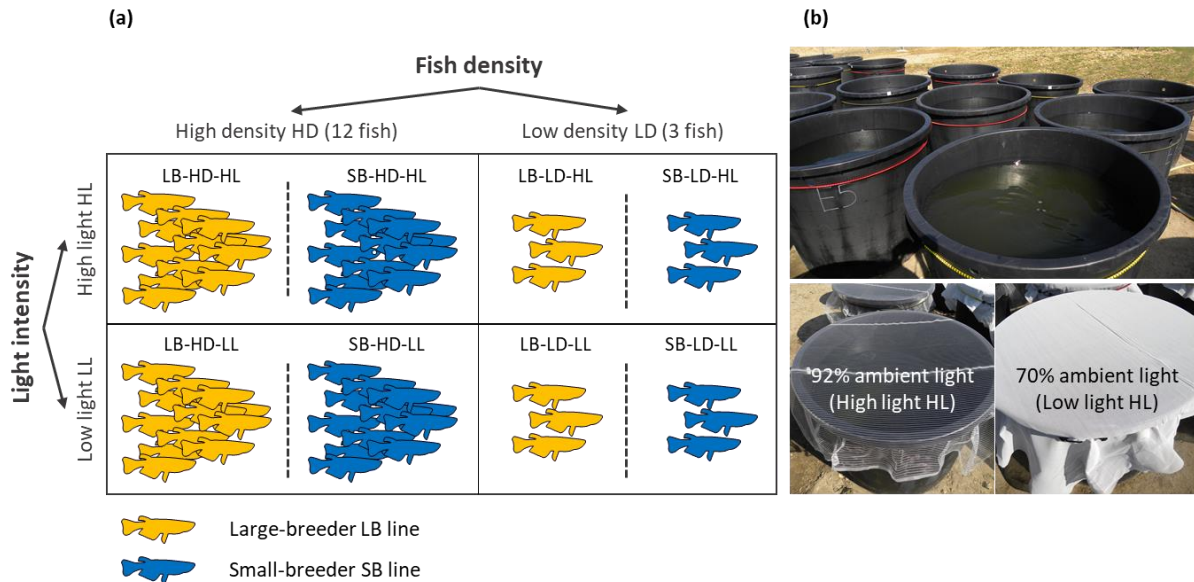 (a)
Fish density
High density HD (12 fish)
Low density LD (3 fish)
Light intensity
High light HL
LB-HD-HL
SB-HD-HL
LB-LD-HL
SB-LD-HL
Low light LL
LB-HD-LL
SB-HD-LL
LB-LD-LL
SB-LD-LL
Large-breeder LB line
Small-breeder SB line
(b)
E5
92% ambient light
(High light HL)
70% ambient light
(Low light HL)